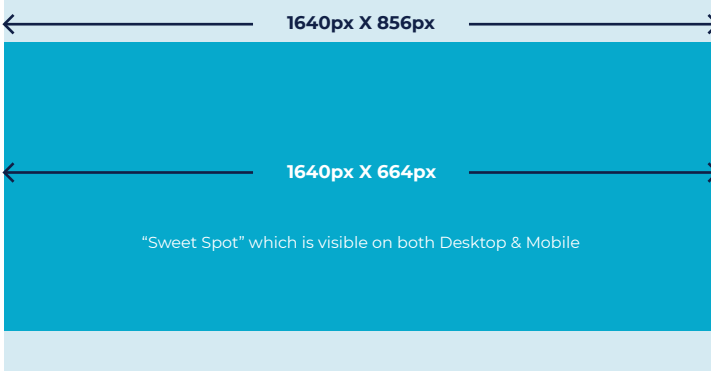 1640px X 856px
1640px X 664px
“Sweet Spot” which is visible on both Desktop & Mobile